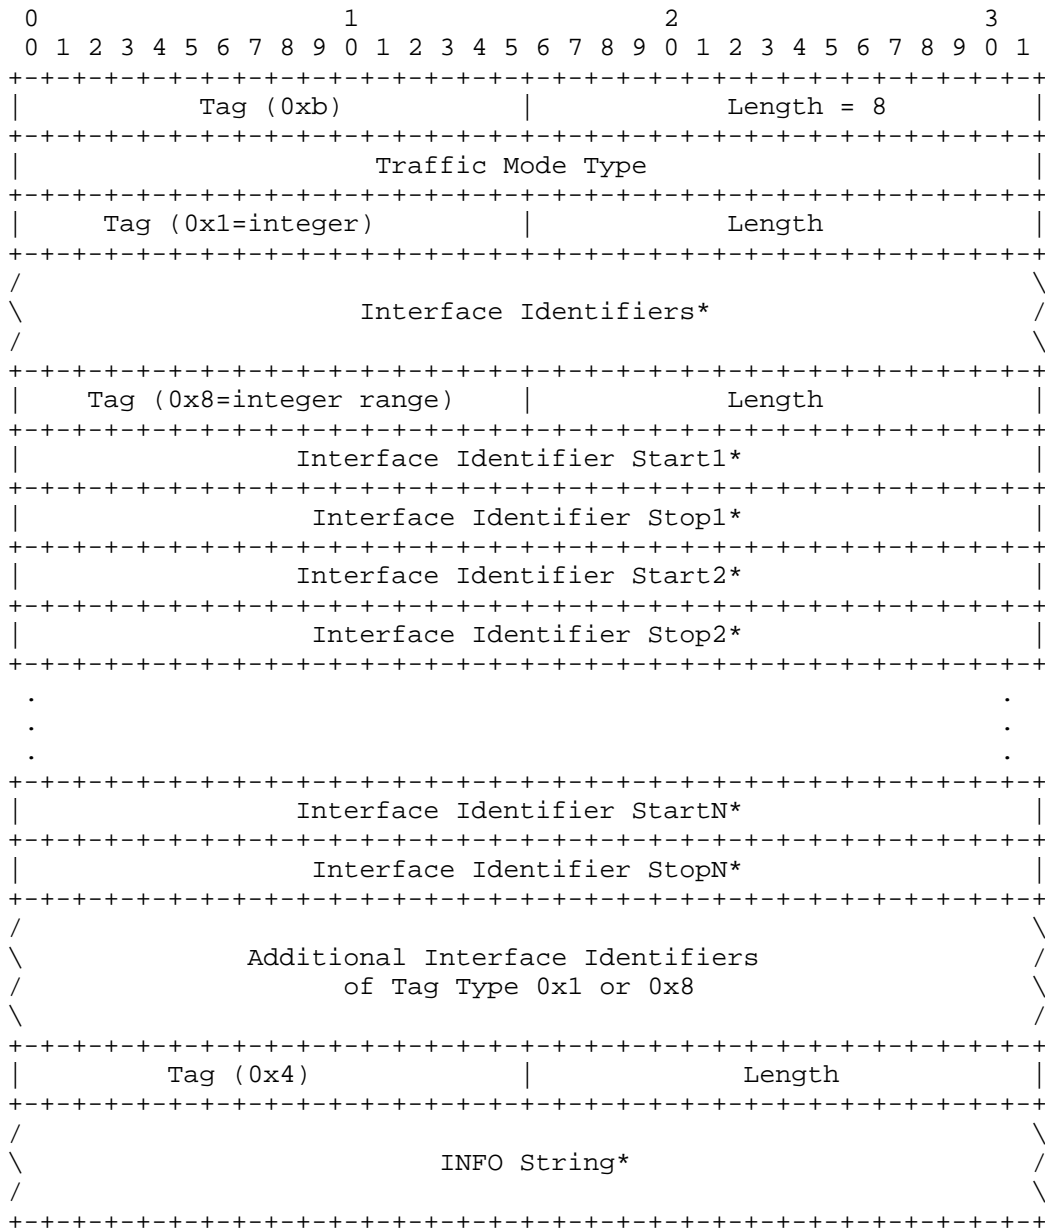 0                   1                   2                   3
 0 1 2 3 4 5 6 7 8 9 0 1 2 3 4 5 6 7 8 9 0 1 2 3 4 5 6 7 8 9 0 1
+-+-+-+-+-+-+-+-+-+-+-+-+-+-+-+-+-+-+-+-+-+-+-+-+-+-+-+-+-+-+-+-+
|           Tag (0xb)           |            Length = 8         |
+-+-+-+-+-+-+-+-+-+-+-+-+-+-+-+-+-+-+-+-+-+-+-+-+-+-+-+-+-+-+-+-+
|                      Traffic Mode Type                        |
+-+-+-+-+-+-+-+-+-+-+-+-+-+-+-+-+-+-+-+-+-+-+-+-+-+-+-+-+-+-+-+-+
|     Tag (0x1=integer)         |            Length             |
+-+-+-+-+-+-+-+-+-+-+-+-+-+-+-+-+-+-+-+-+-+-+-+-+-+-+-+-+-+-+-+-+
/                                                               \
\                     Interface Identifiers*                    /
/                                                               \
+-+-+-+-+-+-+-+-+-+-+-+-+-+-+-+-+-+-+-+-+-+-+-+-+-+-+-+-+-+-+-+-+
|    Tag (0x8=integer range)    |            Length             |
+-+-+-+-+-+-+-+-+-+-+-+-+-+-+-+-+-+-+-+-+-+-+-+-+-+-+-+-+-+-+-+-+
|                 Interface Identifier Start1*                  |
+-+-+-+-+-+-+-+-+-+-+-+-+-+-+-+-+-+-+-+-+-+-+-+-+-+-+-+-+-+-+-+-+
|                  Interface Identifier Stop1*                  |
+-+-+-+-+-+-+-+-+-+-+-+-+-+-+-+-+-+-+-+-+-+-+-+-+-+-+-+-+-+-+-+-+
|                 Interface Identifier Start2*                  |
+-+-+-+-+-+-+-+-+-+-+-+-+-+-+-+-+-+-+-+-+-+-+-+-+-+-+-+-+-+-+-+-+
|                  Interface Identifier Stop2*                  |
+-+-+-+-+-+-+-+-+-+-+-+-+-+-+-+-+-+-+-+-+-+-+-+-+-+-+-+-+-+-+-+-+
 .                                                             .
 .                                                             .
 .                                                             .
+-+-+-+-+-+-+-+-+-+-+-+-+-+-+-+-+-+-+-+-+-+-+-+-+-+-+-+-+-+-+-+-+
|                 Interface Identifier StartN*                  |
+-+-+-+-+-+-+-+-+-+-+-+-+-+-+-+-+-+-+-+-+-+-+-+-+-+-+-+-+-+-+-+-+
|                  Interface Identifier StopN*                  |
+-+-+-+-+-+-+-+-+-+-+-+-+-+-+-+-+-+-+-+-+-+-+-+-+-+-+-+-+-+-+-+-+
/                                                               \
\              Additional Interface Identifiers                 /
/                    of Tag Type 0x1 or 0x8                     \
\                                                               /
+-+-+-+-+-+-+-+-+-+-+-+-+-+-+-+-+-+-+-+-+-+-+-+-+-+-+-+-+-+-+-+-+
|         Tag (0x4)             |             Length            |
+-+-+-+-+-+-+-+-+-+-+-+-+-+-+-+-+-+-+-+-+-+-+-+-+-+-+-+-+-+-+-+-+
/                                                               \
\                          INFO String*                         /
/                                                               \
+-+-+-+-+-+-+-+-+-+-+-+-+-+-+-+-+-+-+-+-+-+-+-+-+-+-+-+-+-+-+-+-+